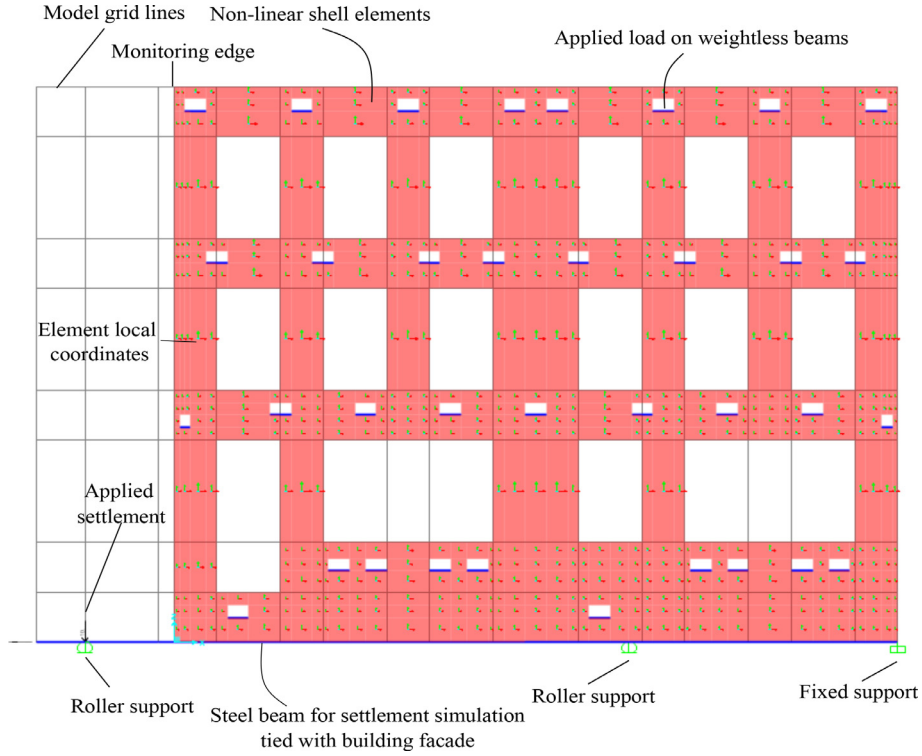 Model grid lines
Non-linear shell elements
Monitoring edge
Applied load on weightless beams
Element local
coordinates
Applied
settlement
Roller support
Steel beam for settlement simulation
tied with building facade
Roller support
Fixed support